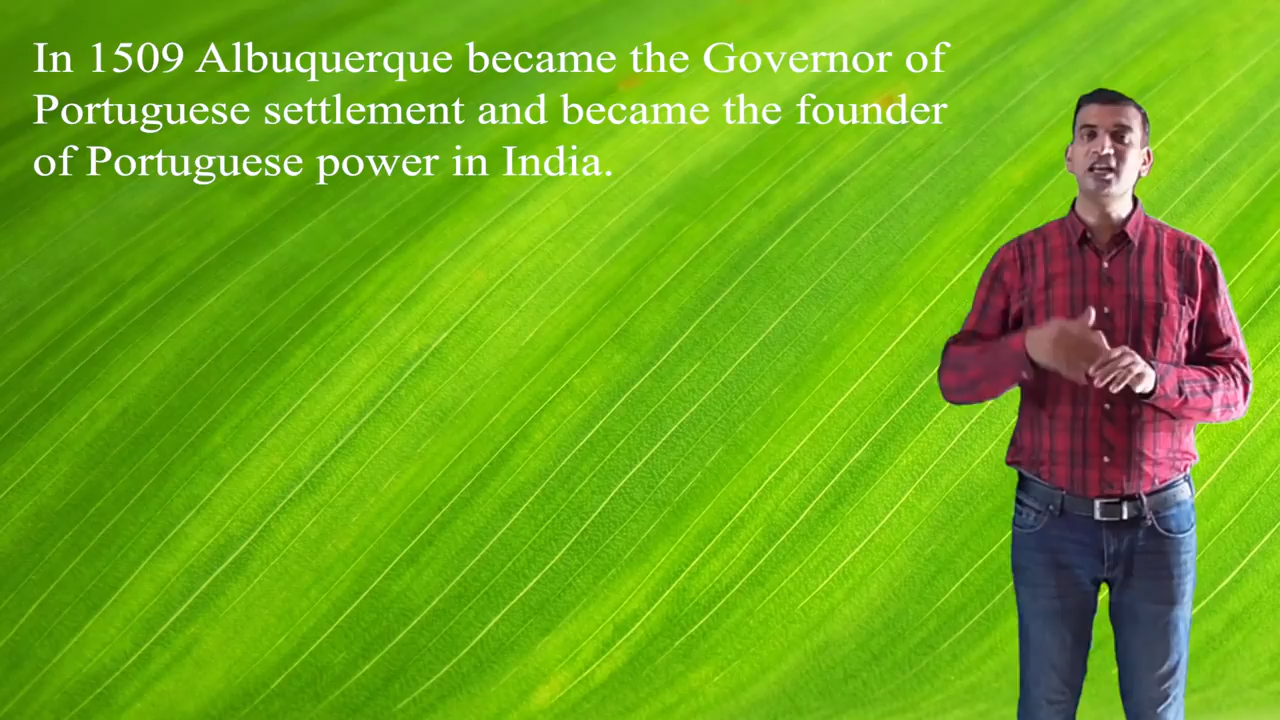 In 1509 Albuquerque became the Governor of
Portuguese settlement and became the founder
of Portuguese power in India.